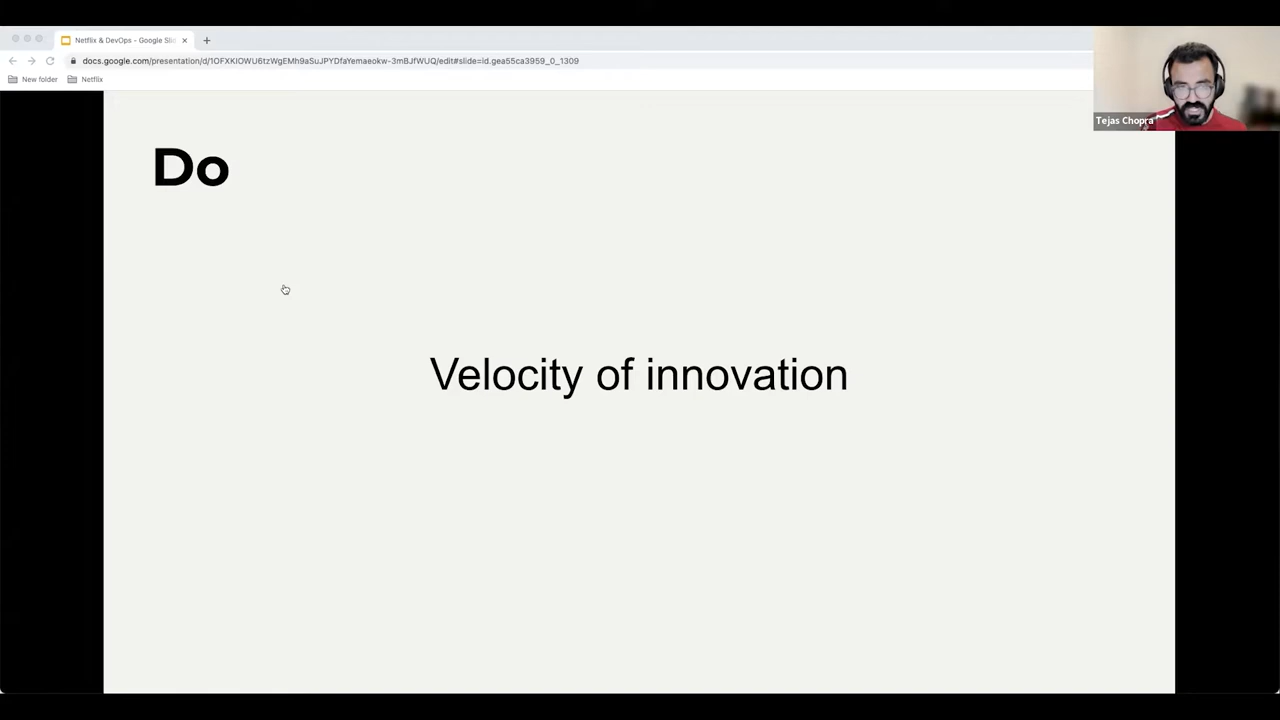 Netflix & DevOps - Google Sli
docs.google.com/presentation/d/1OFXKlOWU6tzWgEMh9aSuJPYDfaYemaeokw-3mBJfWUQ/edit#slide=id.gea55ca3959_0_1309
New folder
Netflix
Tejas Chopra
Do
Velocity of innovation